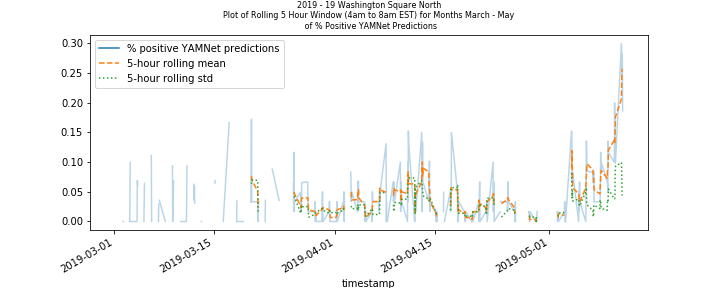 2019 - 19 Washington Square North
Plot of Rolling 5 Hour Window (4am to 8am EST) for Months March - May
of % Positive YAMNet Predictions
% positive YAMNet predictions
5-hour rolling mean
5-hour rolling std
0.30
0.25
0.20
0.15
0.10
0.05
0.00
2019-03-01
2019-03-15
2019-04-01
2019-04-15
2019-05-01
timestamp